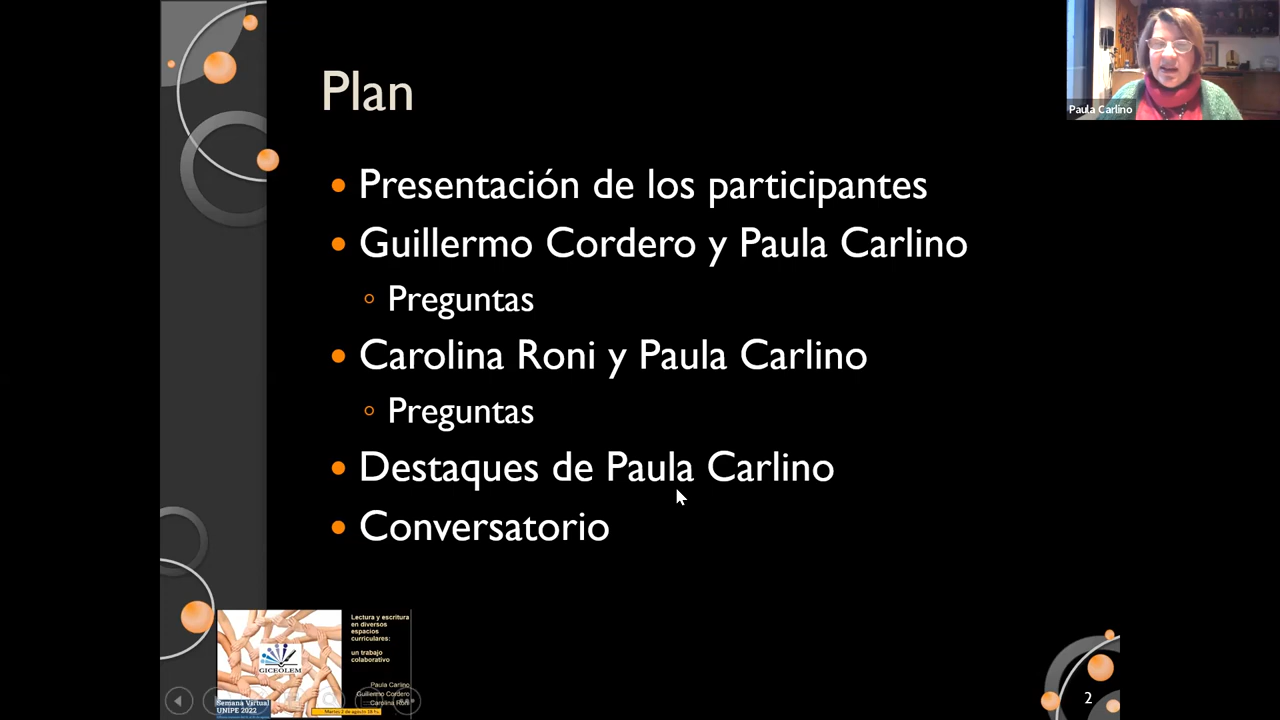 Plan
Paula Carlino
Presentación de los participantes
Guillermo Cordero y Paula Carlino
Preguntas
Carolina Roni y Paula Carlino
Preguntas
Destaques de Paula Carlino
Conversatorio
Lectura y escritura
en diversos
espacios
curriculares:
un trabajo
colaborativo
GICEOLEM
Paula Carlino
Guillermo Cordero
Carolina Roni
Semana Virtual
UNIPE 2022
Martes 2 de agosto 18 hs
2